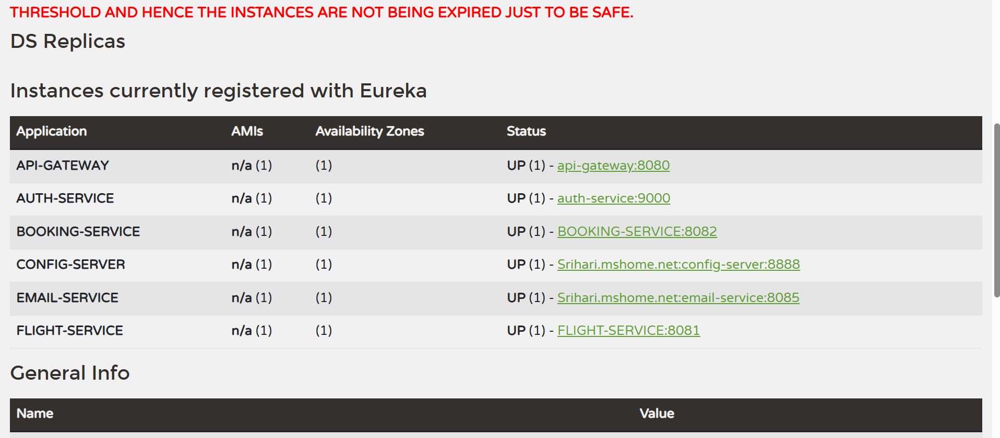 THRESHOLD AND HENCE THE INSTANCES ARE NOT BEING EXPIRED JUST TO BE SAFE.
DS Replicas
Instances currently registered with Eureka
Application AMIs Availability Zones Status
API-GATEWAY n/a (1) (1) UP (1) - api-gateway:8080
AUTH-SERVICE n/a (1) (1) UP (1) - auth-service:9000
BOOKING-SERVICE n/a (1) (1) UP (1) - BOOKING-SERVICE:8082
CONFIG-SERVER n/a (1) (1) UP (1) - Srihari.mshome.net:config-server:8888
EMAIL-SERVICE n/a (1) (1) UP (1) - Srihari.mshome.net:email-service:8085
FLIGHT-SERVICE n/a (1) (1) UP (1) - FLIGHT-SERVICE:8081
General Info
Name Value